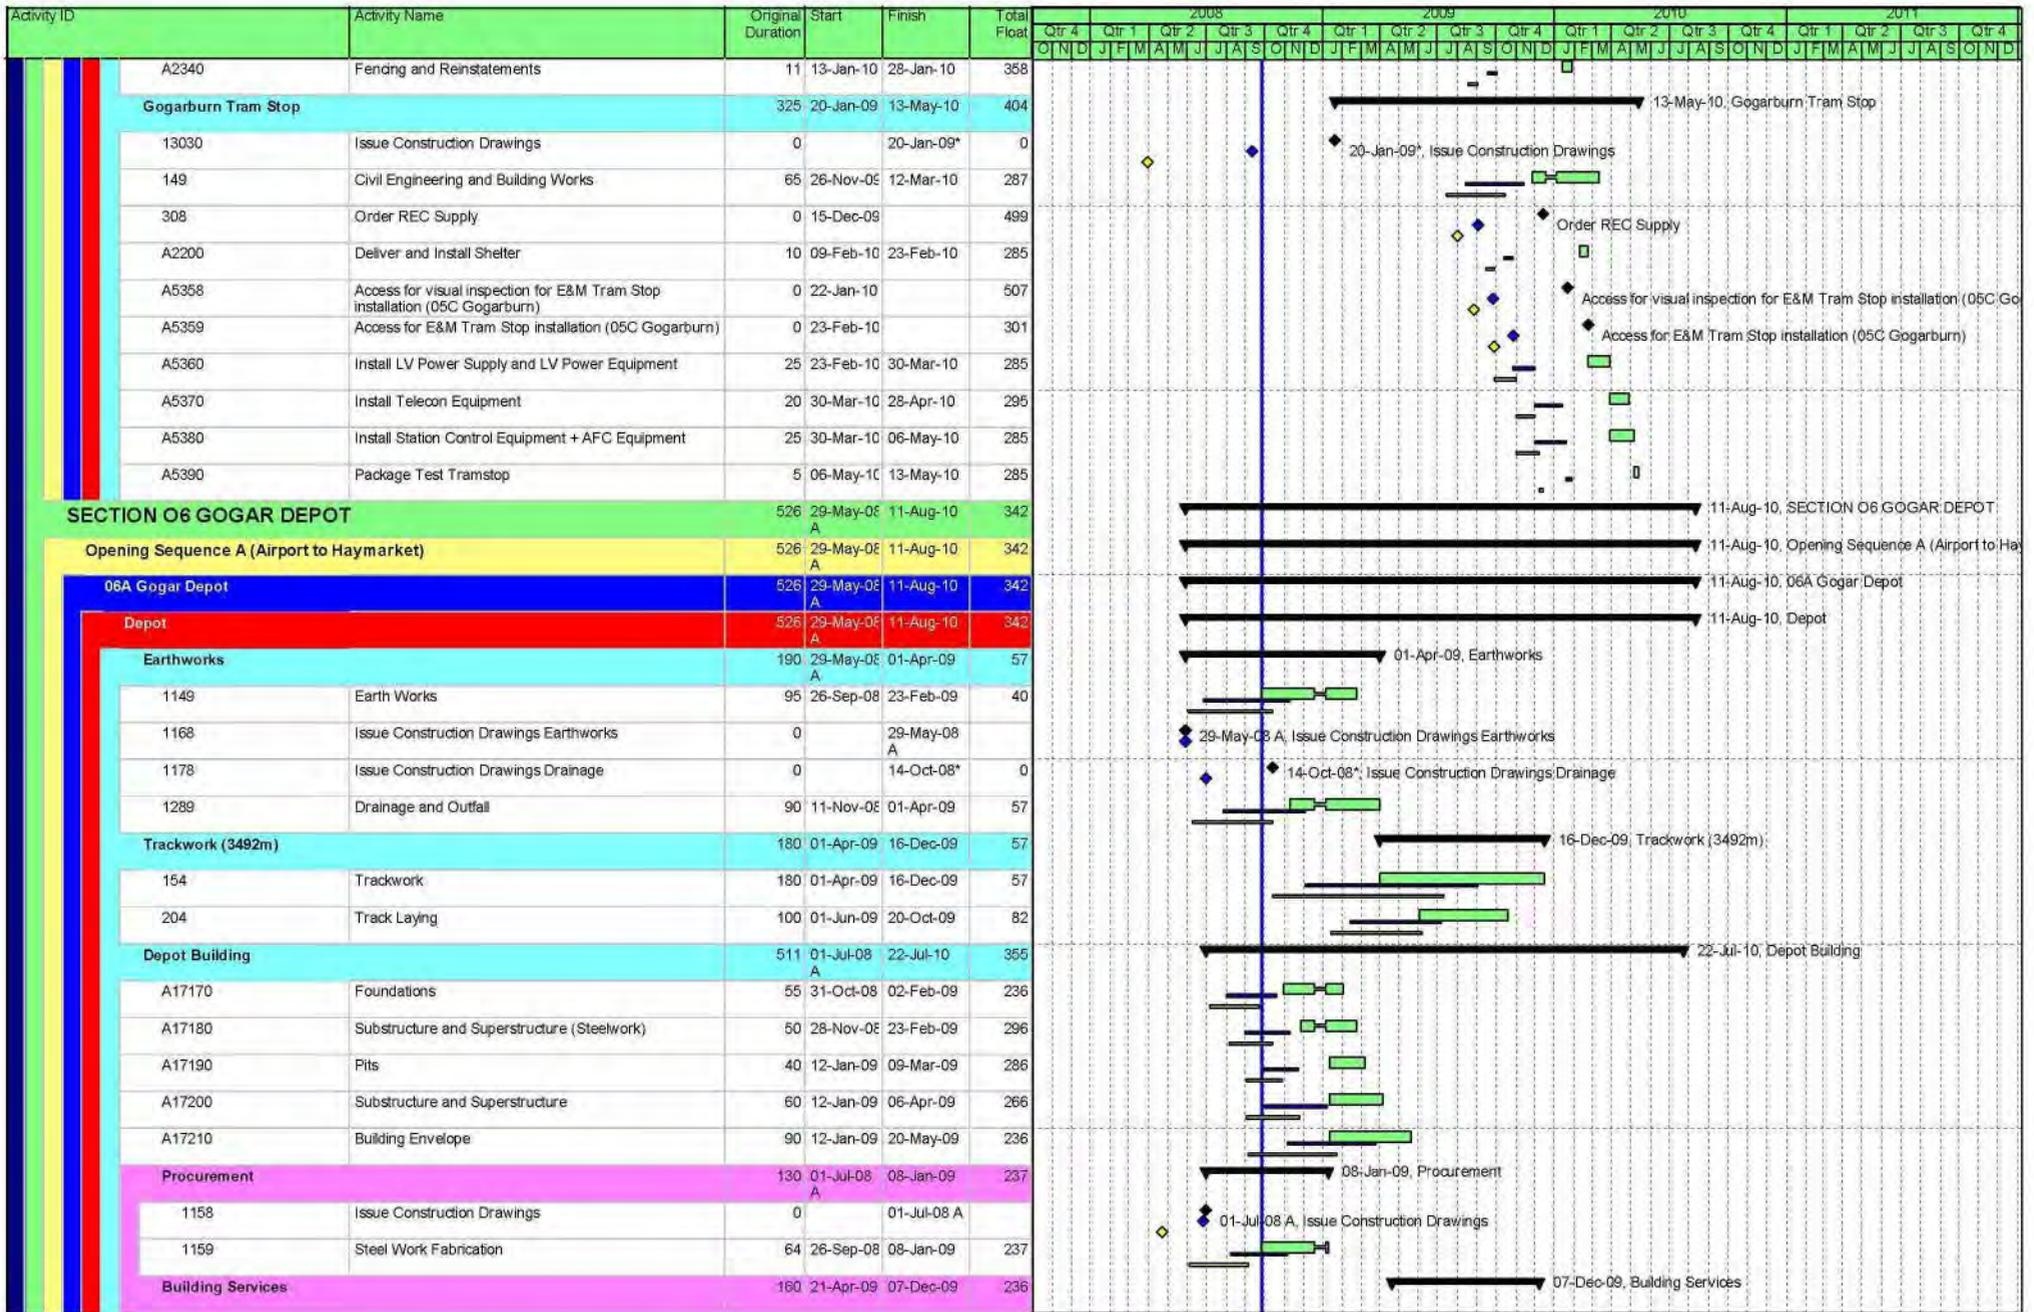 Activity ID Activity Name Original Duration Start Finish Total Float
2008 2009 2010 2011
Qtr 4 Qtr 1 Qtr 2 Qtr 3 Qtr 4 Qtr 1 Qtr 2 Qtr 3 Qtr 4 Qtr 1 Qtr 2 Qtr 3 Qtr 4 Qtr 1 Qtr 2 Qtr 3 Qtr 4
O N D J F M A M J J A S O N D J F M A M J J A S O N D J F M A M J J A S O N D J F M A M J J A S O N D
A2340 Fencing and Reinstatements 11 13-Jan-10 28-Jan-10 358
Gogarburn Tram Stop 325 20-Jan-09 13-May-10 404 13-May-10, Gogarburn Tram Stop
13030 Issue Construction Drawings 0 20-Jan-09* 0 20-Jan-09*, Issue Construction Drawings
149 Civil Engineering and Building Works 65 26-Nov-09 12-Mar-10 287
308 Order REC Supply 0 15-Dec-09 499 Order REC Supply
A2200 Deliver and Install Shelter 10 09-Feb-10 23-Feb-10 285
A5358 Access for visual inspection for E&M Tram Stop installation (05C Gogarburn) 0 22-Jan-10 507 Access for visual inspection for E&M Tram Stop installation (05C Go
A5359 Access for E&M Tram Stop installation (05C Gogarburn) 0 23-Feb-10 301 Access for E&M Tram Stop installation (05C Gogarburn)
A5360 Install LV Power Supply and LV Power Equipment 25 23-Feb-10 30-Mar-10 285
A5370 Install Telecon Equipment 20 30-Mar-10 28-Apr-10 295
A5380 Install Station Control Equipment + AFC Equipment 25 30-Mar-10 06-May-10 285
A5390 Package Test Tramstop 5 06-May-10 13-May-10 285
SECTION O6 GOGAR DEPOT 526 29-May-08 A 11-Aug-10 342 11-Aug-10, SECTION O6 GOGAR DEPOT
Opening Sequence A (Airport to Haymarket) 526 29-May-08 A 11-Aug-10 342 11-Aug-10, Opening Sequence A (Airport to Hay
06A Gogar Depot 526 29-May-08 A 11-Aug-10 342 11-Aug-10, 06A Gogar Depot
Depot 526 29-May-08 A 11-Aug-10 342 11-Aug-10, Depot
Earthworks 190 29-May-08 A 01-Apr-09 57 01-Apr-09, Earthworks
1149 Earth Works 95 26-Sep-08 23-Feb-09 40
1168 Issue Construction Drawings Earthworks 0 29-May-08 A 29-May-08 A, Issue Construction Drawings Earthworks
1178 Issue Construction Drawings Drainage 0 14-Oct-08* 0 14-Oct-08*, Issue Construction Drawings Drainage
1289 Drainage and Outfall 90 11-Nov-08 01-Apr-09 57
Trackwork (3492m) 180 01-Apr-09 16-Dec-09 57 16-Dec-09, Trackwork (3492m)
154 Trackwork 180 01-Apr-09 16-Dec-09 57
204 Track Laying 100 01-Jun-09 20-Oct-09 82
Depot Building 511 01-Jul-08 A 22-Jul-10 355 22-Jul-10, Depot Building
A17170 Foundations 55 31-Oct-08 02-Feb-09 236
A17180 Substructure and Superstructure (Steelwork) 50 28-Nov-08 23-Feb-09 296
A17190 Pits 40 12-Jan-09 09-Mar-09 286
A17200 Substructure and Superstructure 60 12-Jan-09 06-Apr-09 266
A17210 Building Envelope 90 12-Jan-09 20-May-09 236
Procurement 130 01-Jul-08 A 08-Jan-09 237 08-Jan-09, Procurement
1158 Issue Construction Drawings 0 01-Jul-08 A 01-Jul-08 A, Issue Construction Drawings
1159 Steel Work Fabrication 64 26-Sep-08 08-Jan-09 237
Building Services 160 21-Apr-09 07-Dec-09 236 07-Dec-09, Building Services